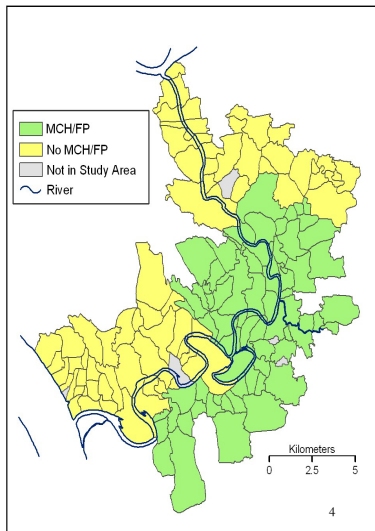 MCH/FP
No MCH/FP
Not in Study Area
River
Kilometers
0 2.5 5
4